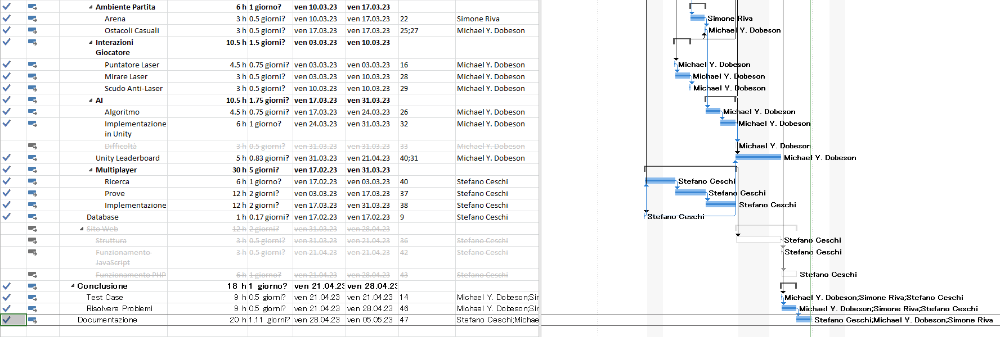 Ambiente Partita 6 h 1 giorno? ven 10.03.23 ven 17.03.23
Arena 3 h 0.5 giorni? ven 10.03.23 ven 17.03.23 22 Simone Riva Simone Riva
Ostacoli Casuali 3 h 0.5 giorni? ven 17.03.23 ven 17.03.23 25;27 Michael Y. Dobeson Michael Y. Dobeson
Interazioni 10.5 h 1.5 giorni? ven 03.03.23 ven 10.03.23
Giocatore
Puntatore Laser 4.5 h 0.75 giorni? ven 03.03.23 ven 03.03.23 16 Michael Y. Dobeson Michael Y. Dobeson
Mirare Laser 3 h 0.5 giorni? ven 03.03.23 ven 10.03.23 28 Michael Y. Dobeson Michael Y. Dobeson
Scudo Anti-Laser 3 h 0.5 giorni? ven 10.03.23 ven 10.03.23 29 Michael Y. Dobeson Michael Y. Dobeson
AI 10.5 h 1.75 giorni? ven 17.03.23 ven 31.03.23
Algoritmo 4.5 h 0.75 giorni? ven 17.03.23 ven 24.03.23 26 Michael Y. Dobeson Michael Y. Dobeson
Implementazione 6 h 1 giorno? ven 24.03.23 ven 31.03.23 32 Michael Y. Dobeson Michael Y. Dobeson
in Unity
Difficoltà 3 h 0.5 giorni? ven 31.03.23 ven 31.03.23 33 Michael Y. Dobeson Michael Y. Dobeson
Unity Leaderboard 5 h 0.83 giorni? ven 31.03.23 ven 21.04.23 40;31 Michael Y. Dobeson Michael Y. Dobeson
Multiplayer 30 h 5 giorni? ven 17.02.23 ven 31.03.23
Ricerca 6 h 1 giorno? ven 17.02.23 ven 03.03.23 40 Stefano Ceschi Stefano Ceschi
Prove 12 h 2 giorni? ven 03.03.23 ven 17.03.23 37 Stefano Ceschi Stefano Ceschi
Implementazione 12 h 2 giorni? ven 17.03.23 ven 31.03.23 38 Stefano Ceschi Stefano Ceschi
Database 1 h 0.17 giorni? ven 17.02.23 ven 17.02.23 9 Stefano Ceschi Stefano Ceschi
Sito Web 12 h 2 giorni? ven 31.03.23 ven 28.04.23
Struttura 3 h 0.5 giorni? ven 31.03.23 ven 21.04.23 36 Stefano Ceschi Stefano Ceschi
Funzionamento 3 h 0.5 giorni? ven 21.04.23 ven 21.04.23 42 Stefano Ceschi Stefano Ceschi
JavaScript
Funzionamento PHP 6 h 1 giorno? ven 21.04.23 ven 28.04.23 43 Stefano Ceschi Stefano Ceschi
Conclusione 18 h 1 giorno? ven 21.04.23 ven 28.04.23
Test Case 9 h 0.5 giorni? ven 21.04.23 ven 21.04.23 14 Michael Y. Dobeson;Sir Michael Y. Dobeson;Simone Riva;Stefano Ceschi
Risolvere Problemi 9 h 0.5 giorni? ven 21.04.23 ven 28.04.23 46 Michael Y. Dobeson;Sir Michael Y. Dobeson;Simone Riva;Stefano Ceschi
Documentazione 20 h 1.11 giorni? ven 28.04.23 ven 05.05.23 47 Stefano Ceschi;Michae Stefano Ceschi;Michael Y. Dobeson;Simone Riva